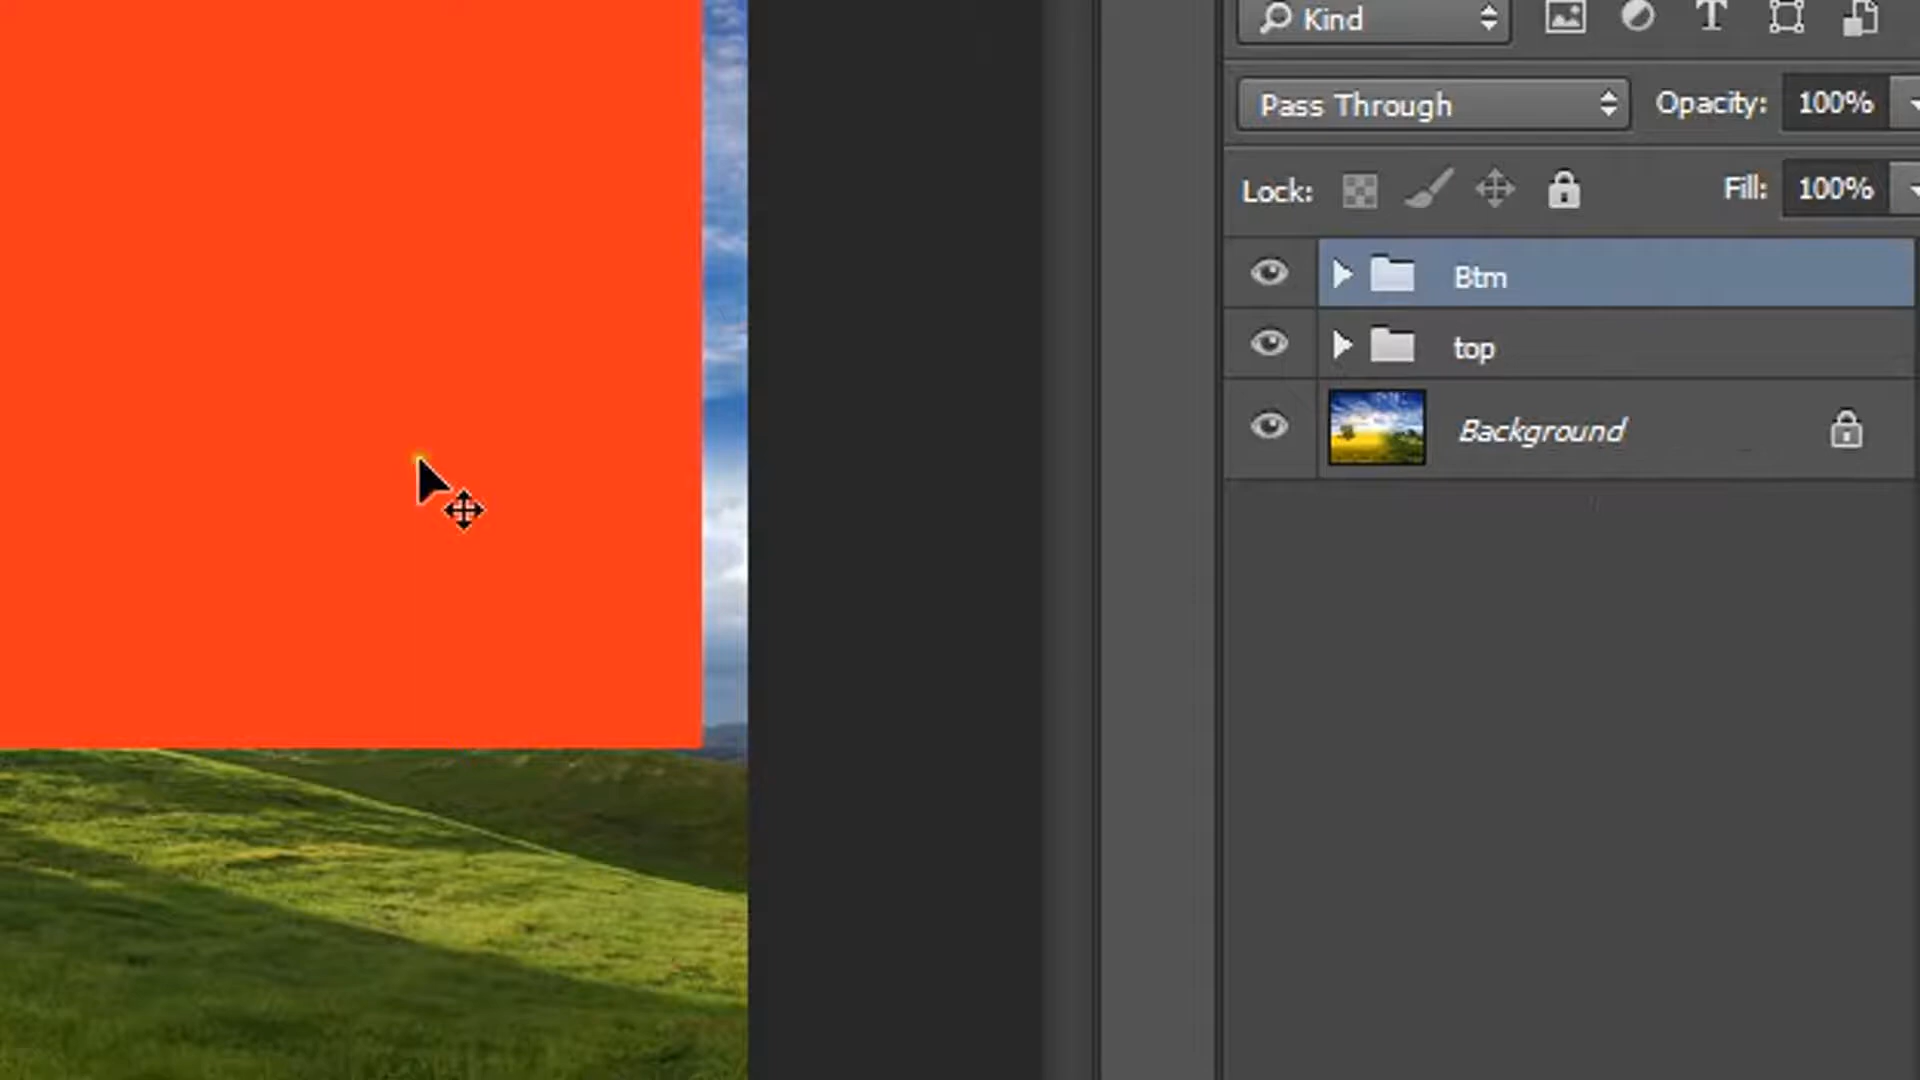 Kind
Pass Through Opacity: 100%
Lock: Fill: 100%
Btm
top
Background